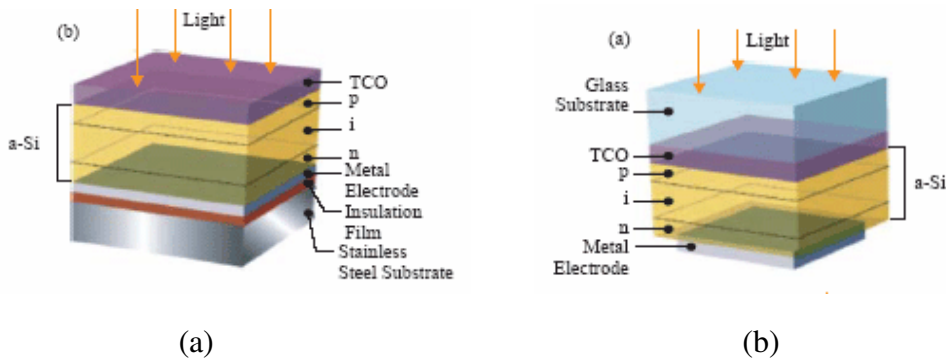 Light
(b)
TCO
p
i
a-Si
n
Metal
Electrode
Insulation
Film
Stainless
Steel Substrate
(a)
Light
(a)
Glass
Substrate
TCO
p
a-Si
i
n
Metal
Electrode
(b)